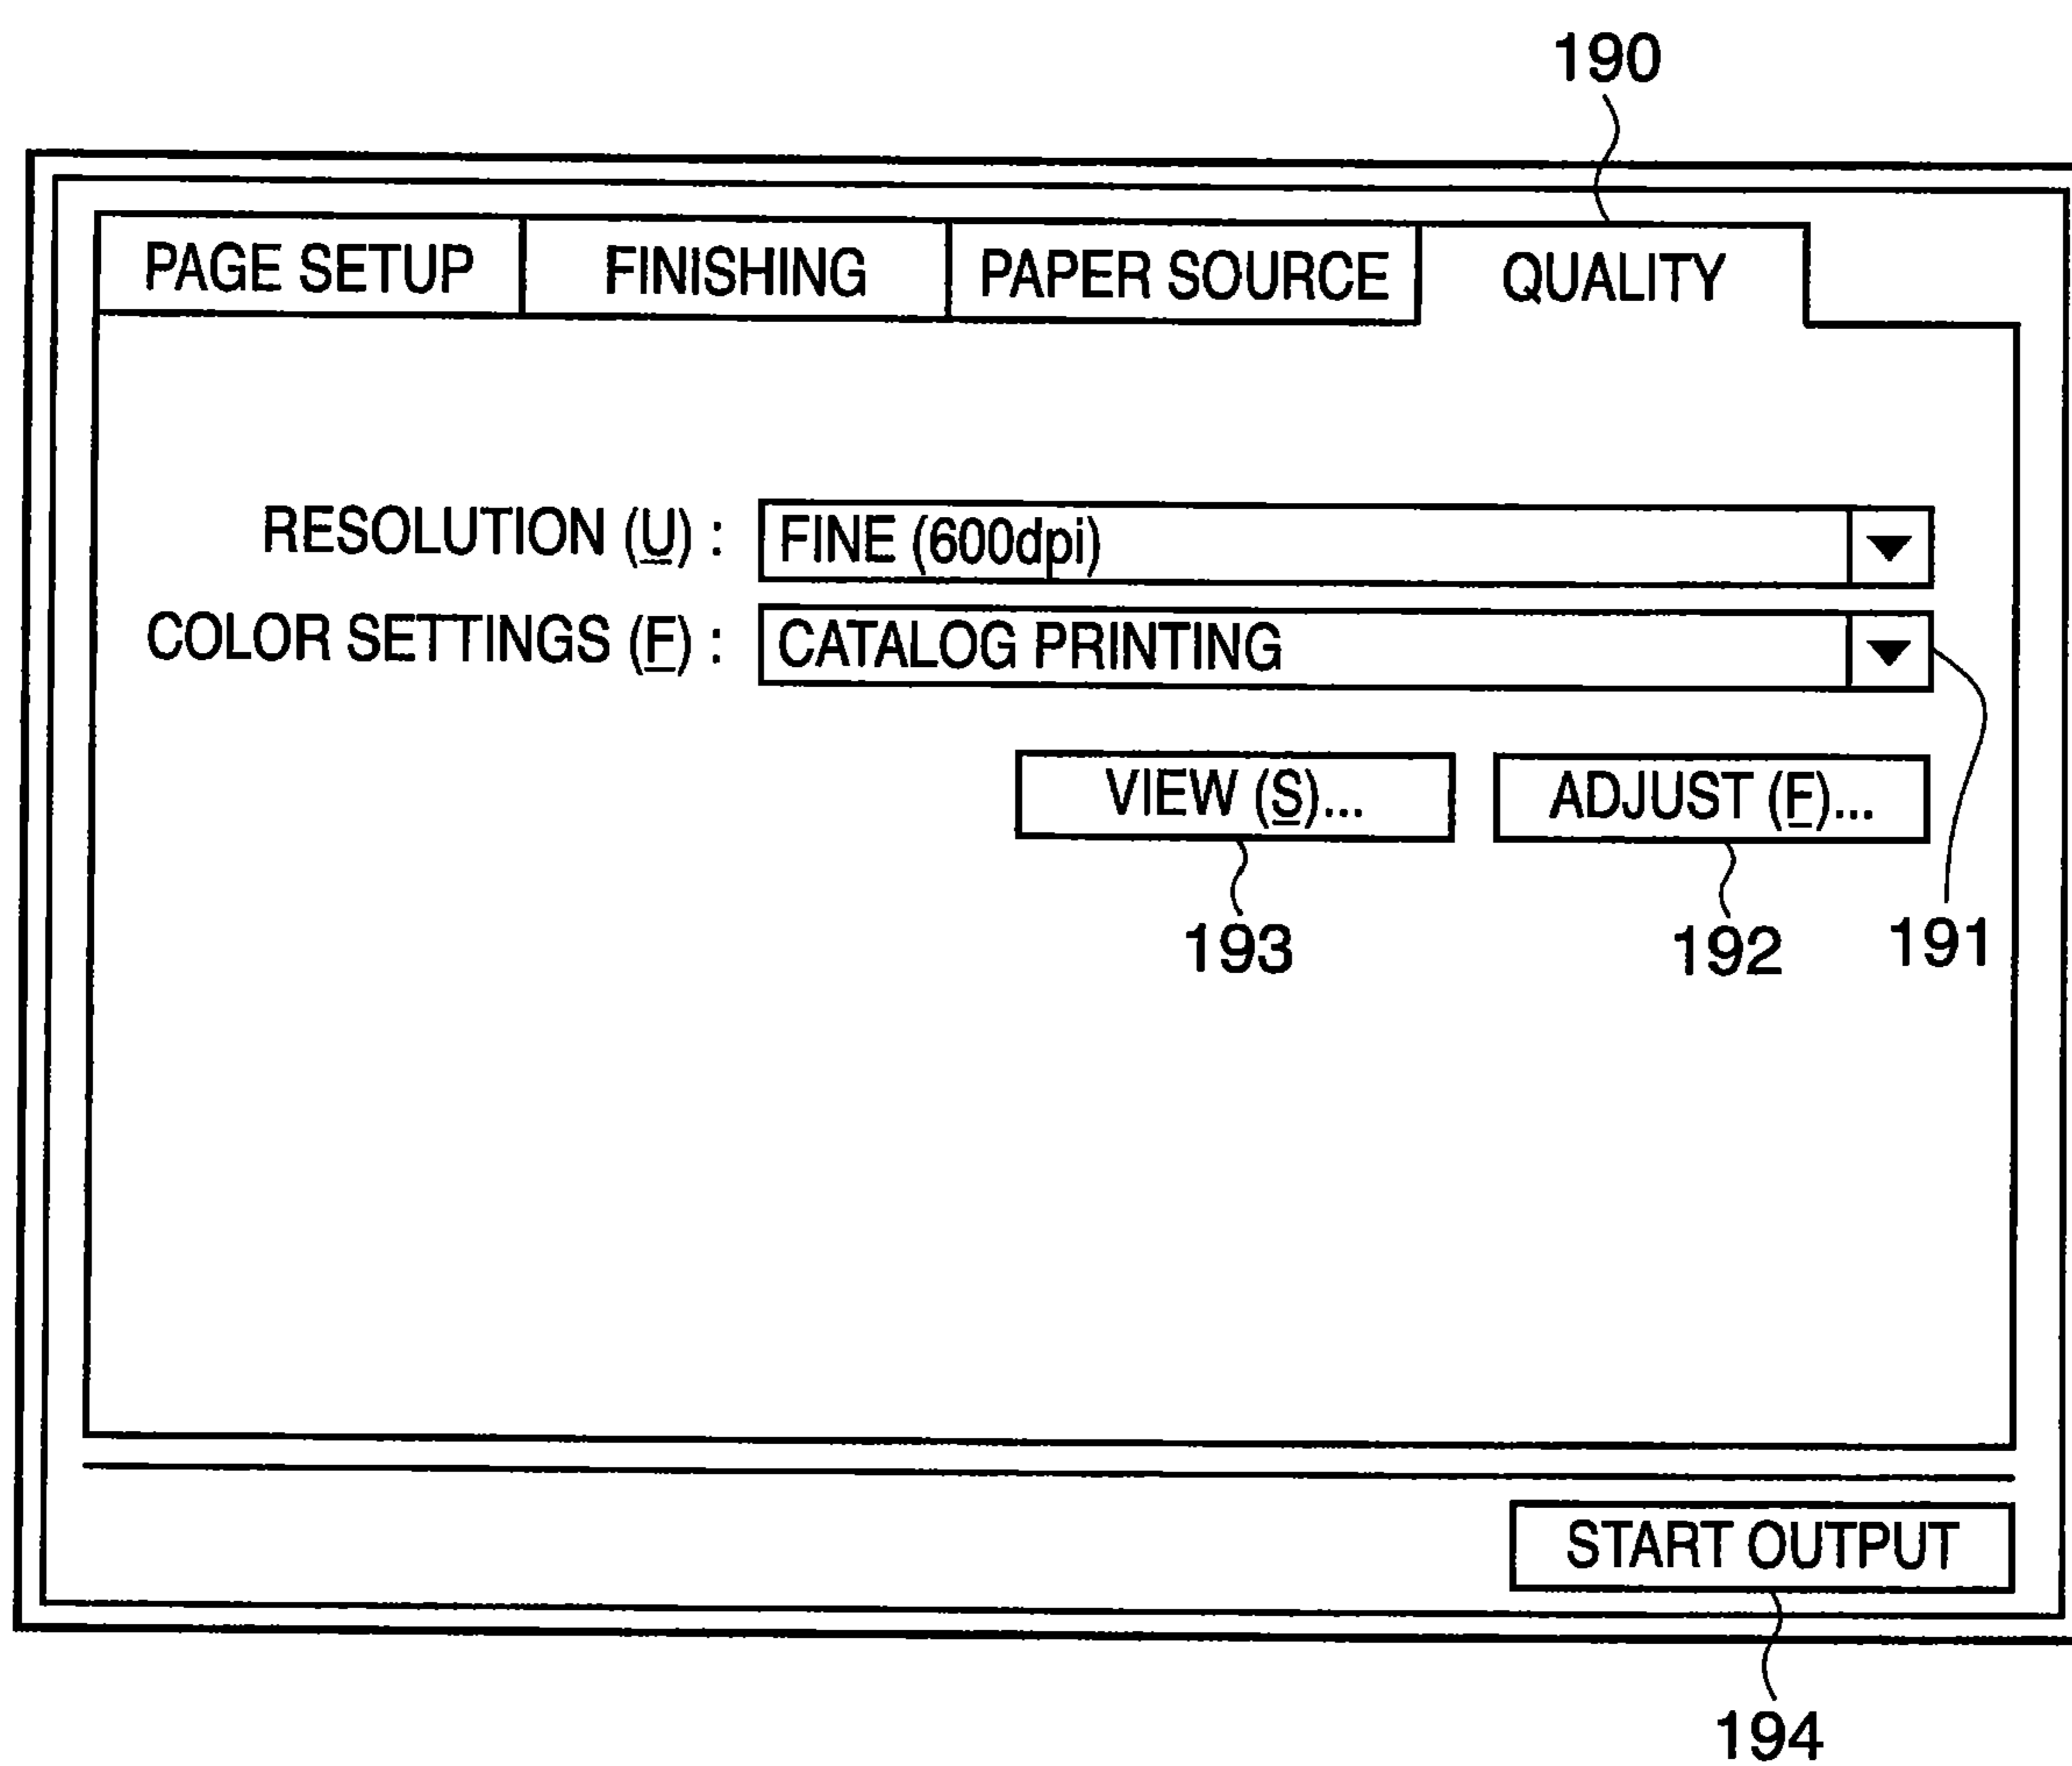 190
PAGE SETUP FINISHING PAPER SOURCE QUALITY
RESOLUTION (U) : FINE (600dpi)
COLOR SETTINGS (F) : CATALOG PRINTING
VIEW (S)... ADJUST (F)...
193 192 191
START OUTPUT
194